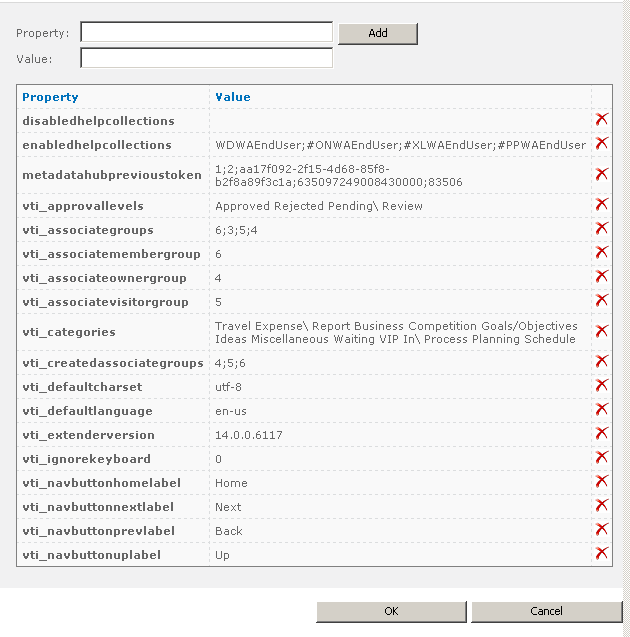 Property:
Add
Value:
Property Value
disabledhelpcollections
enabledhelpcollections WDWAEndUser;#ONWAEndUser;#XLWAEndUser;#PPWAEndUser
metadatahubprevioustoken 1;2;aa17f092-2f15-4d68-85f8-
b2f8a89f3c1a;635097249008430000;83506
vti_approvallevels Approved Rejected Pending\ Review
vti_associategroups 6;3;5;4
vti_associatemembergroup 6
vti_associateownergroup 4
vti_associatevisitorgroup 5
vti_categories Travel Expense\ Report Business Competition Goals/Objectives
Ideas Miscellaneous Waiting VIP In\ Process Planning Schedule
vti_createdassociategroups 4;5;6
vti_defaultcharset utf-8
vti_defaultlanguage en-us
vti_extenderversion 14.0.0.6117
vti_ignorekeyboard 0
vti_navbuttonhomelabel Home
vti_navbuttonnextlabel Next
vti_navbuttonprevlabel Back
vti_navbuttonuplabel Up
OK Cancel